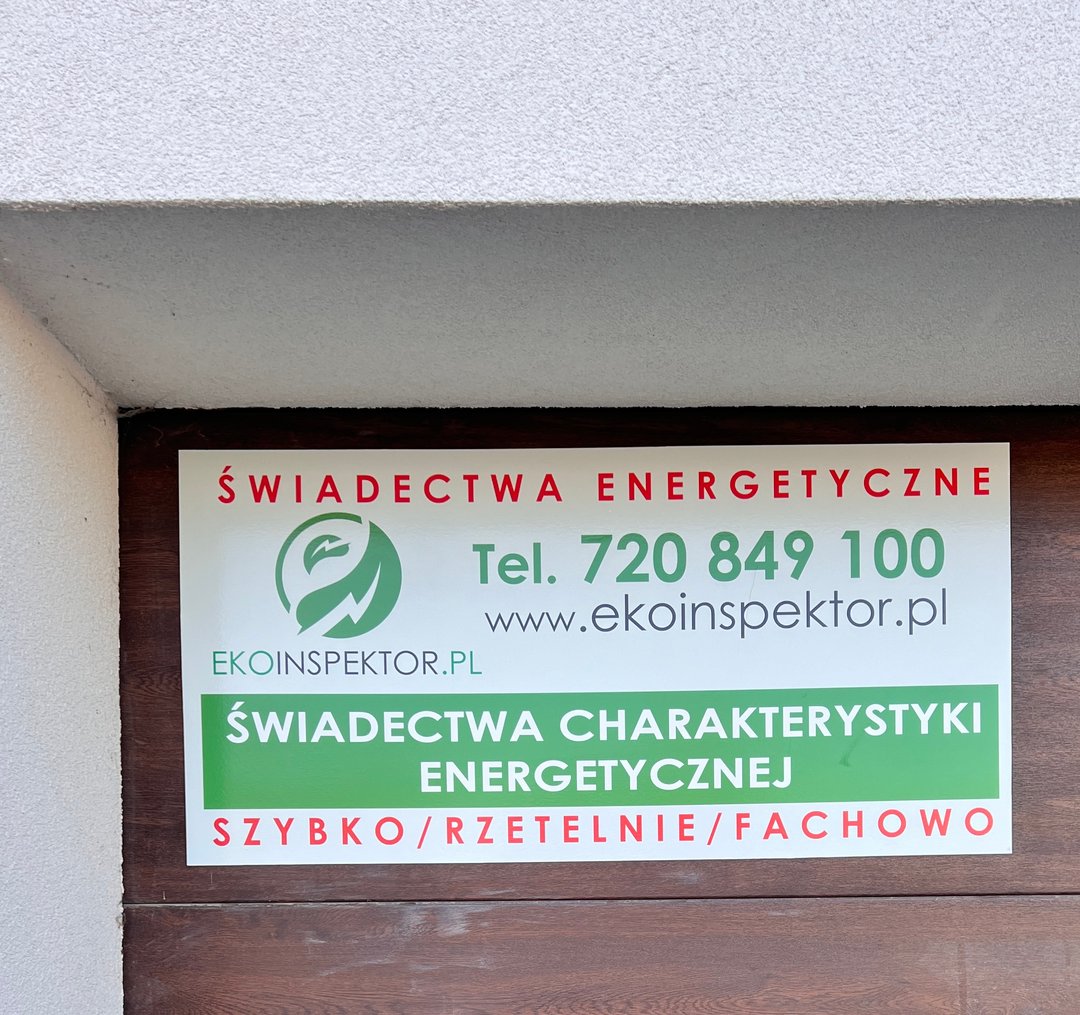 ŚWIADECTWA ENERGETYCZNE
Tel. 720 849 100
www.ekoinspektor.pl
EKOINSPEKTOR.PL
ŚWIADECTWA CHARAKTERYSTYKI
ENERGETYCZNEJ
SZYBKO/RZETELNIE/FACHOWO